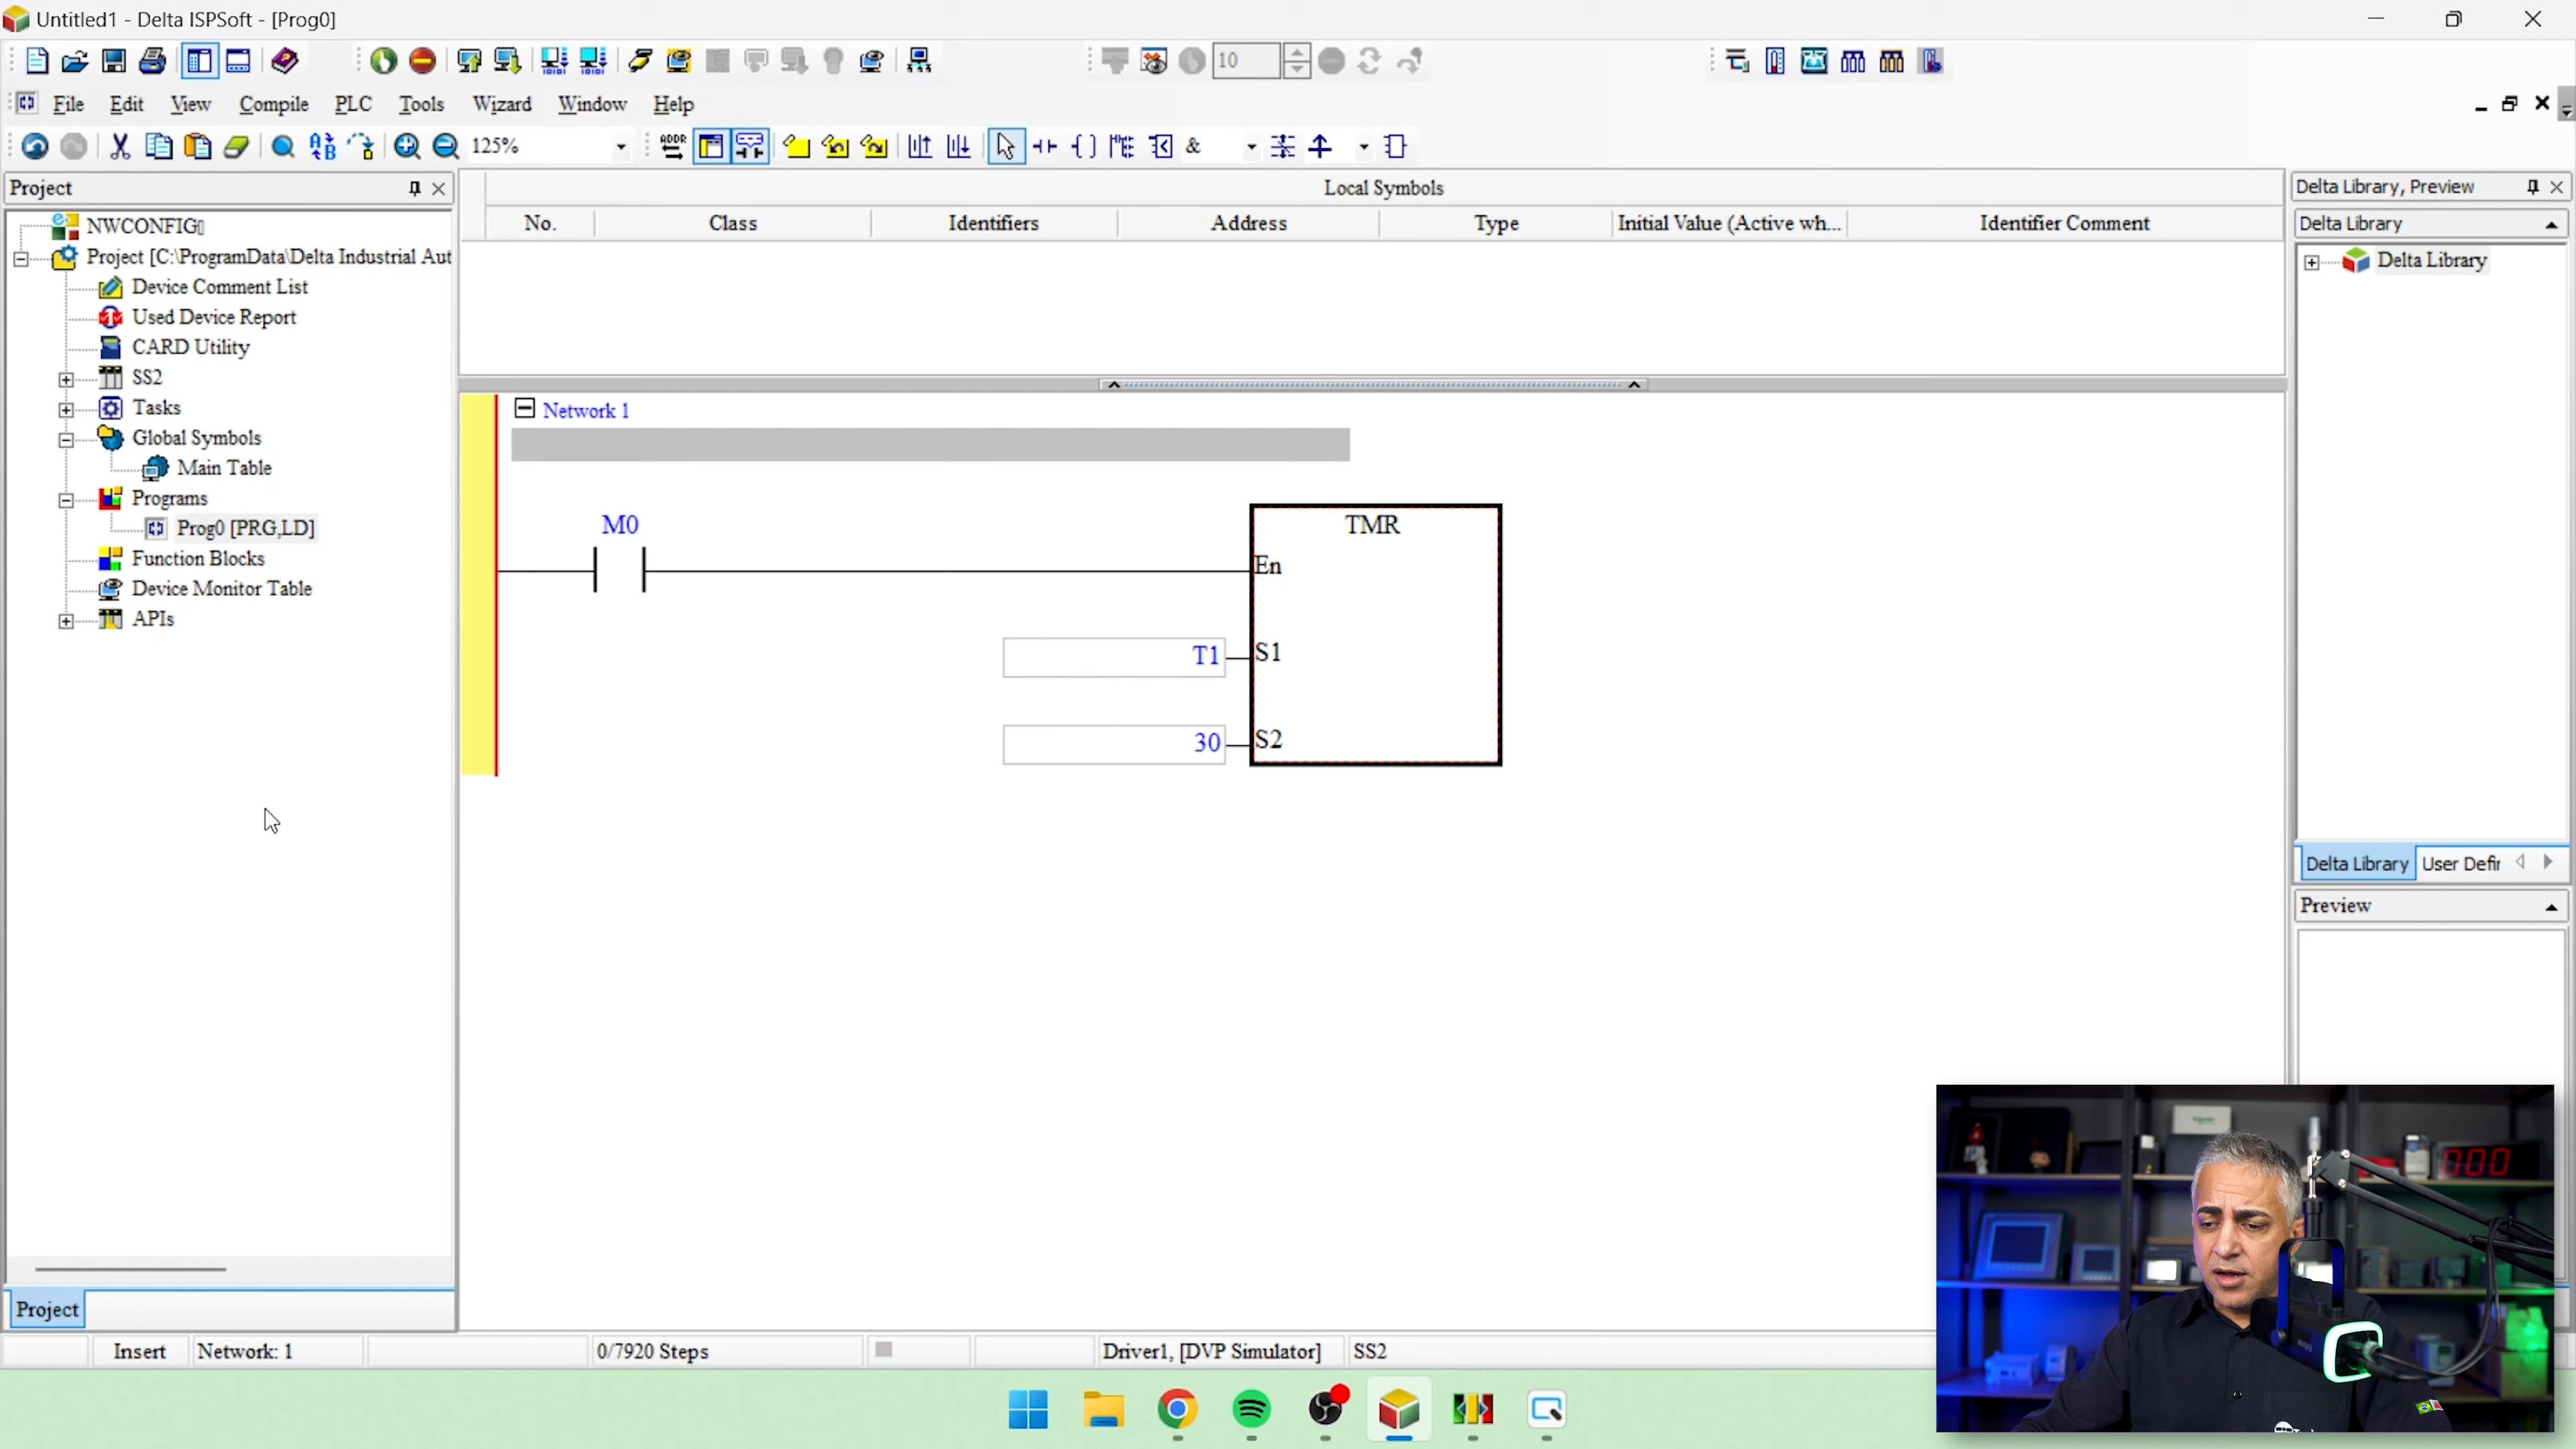 Untitled1 - Delta ISPSoft - [Prog0]
10
File Edit View Compile PLC Tools Wizard Window Help
125%
ADDR
&
Project
NWCONFIG
Project [C:\ProgramData\Delta Industrial Aut
Device Comment List
Used Device Report
CARD Utility
SS2
Tasks
Global Symbols
Main Table
Programs
Prog0 [PRG,LD]
Function Blocks
Device Monitor Table
APIs
Project
Local Symbols
No. Class Identifiers Address Type Initial Value (Active wh... Identifier Comment
Network 1
M0
TMR
En
T1 S1
30 S2
Delta Library, Preview
Delta Library
Delta Library
Delta Library User Defin
Preview
000
Insert Network: 1 0/7920 Steps Driver1, [DVP Simulator] SS2